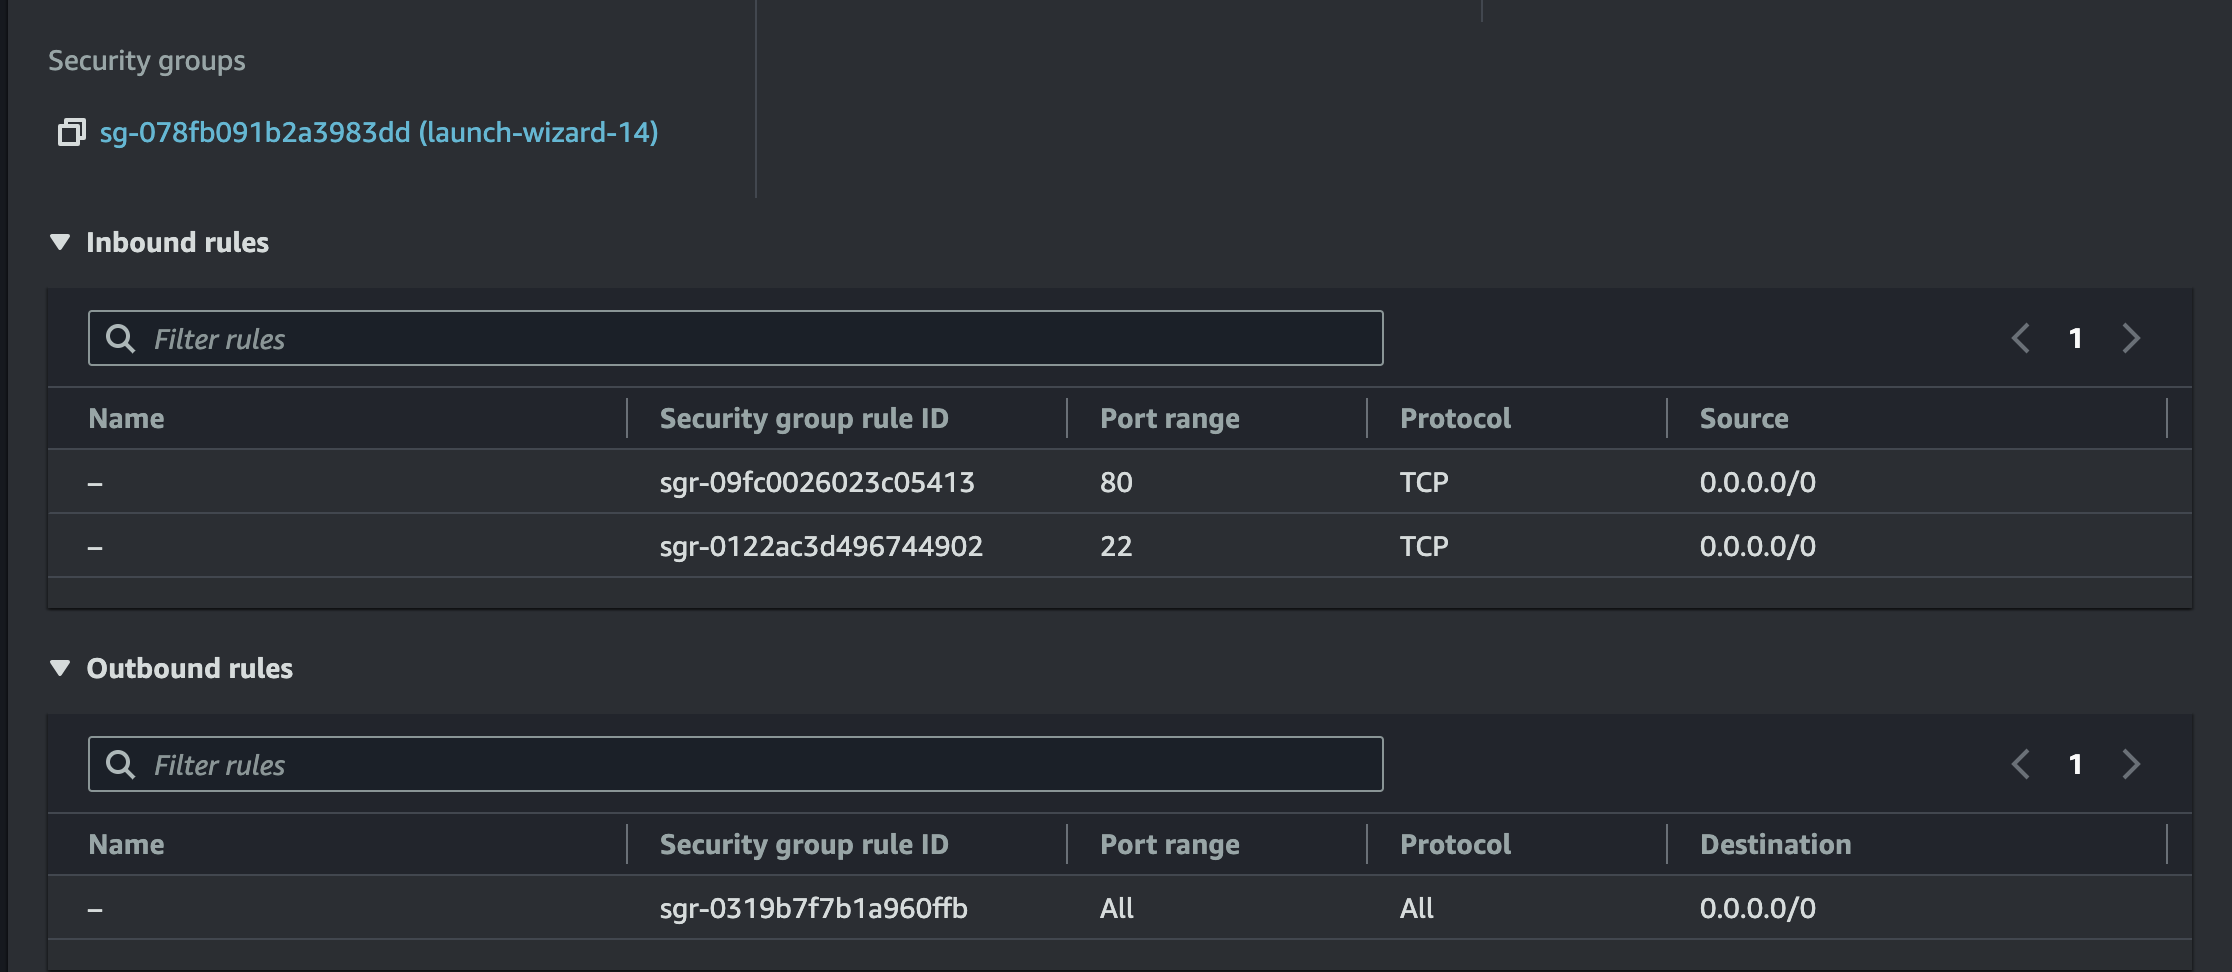 Security groups
sg-078fb091b2a3983dd (launch-wizard-14)
Inbound rules
Filter rules
1
Name Security group rule ID Port range Protocol Source
– sgr-09fc0026023c05413 80 TCP 0.0.0.0/0
– sgr-0122ac3d496744902 22 TCP 0.0.0.0/0
Outbound rules
Filter rules
1
Name Security group rule ID Port range Protocol Destination
– sgr-0319b7f7b1a960ffb All All 0.0.0.0/0